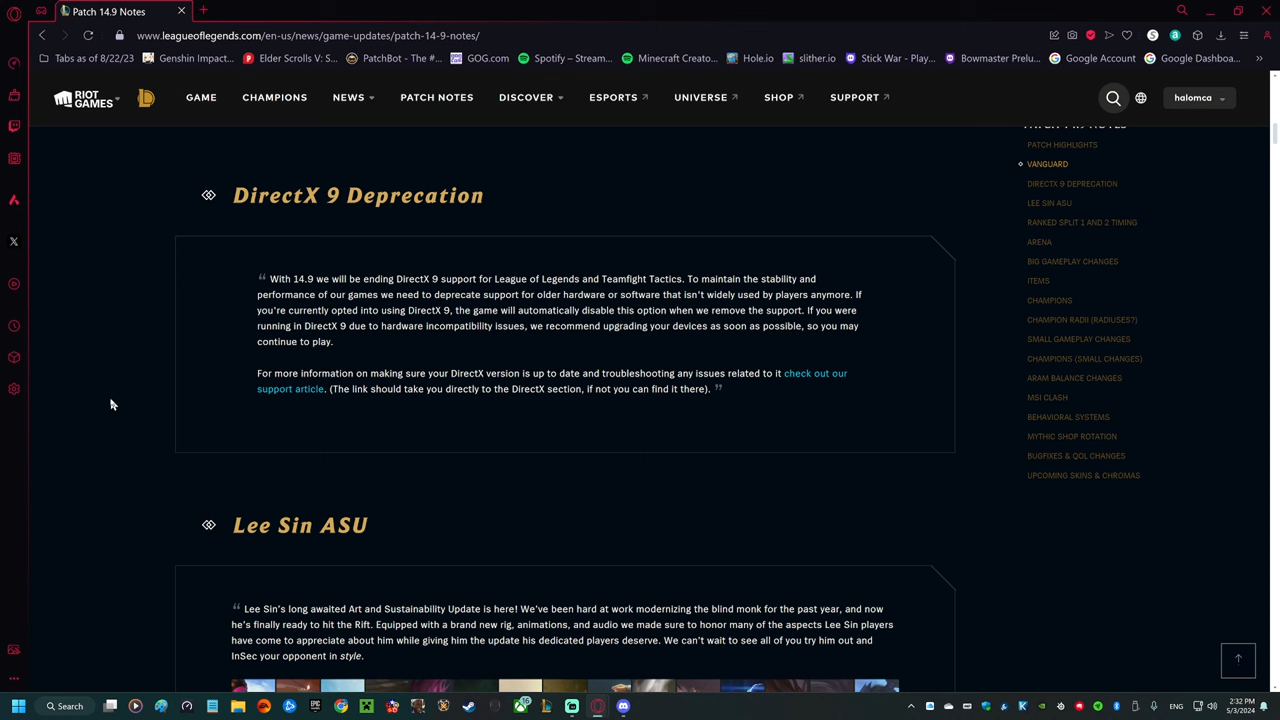 Patch 14.9 Notes
www.leagueoflegends.com/en-us/news/game-updates/patch-14-9-notes/
Tabs as of 8/22/23
Genshin Impact...
Elder Scrolls V: S...
PatchBot - The #...
GOG.com
Spotify – Stream...
Minecraft Creato...
Hole.io
slither.io
Stick War - Play...
Bowmaster Prelu...
Google Account
Google Dashboa...
RIOT GAMES
GAME
CHAMPIONS
NEWS
PATCH NOTES
DISCOVER
ESPORTS
UNIVERSE
SHOP
SUPPORT
halomca
DirectX 9 Deprecation
“ With 14.9 we will be ending DirectX 9 support for League of Legends and Teamfight Tactics. To maintain the stability and
performance of our games we need to deprecate support for older hardware or software that isn't widely used by players anymore. If
you're currently opted into using DirectX 9, the game will automatically disable this option when we remove the support. If you were
running in DirectX 9 due to hardware incompatibility issues, we recommend upgrading your devices as soon as possible, so you may
continue to play.
For more information on making sure your DirectX version is up to date and troubleshooting any issues related to it check out our
support article. (The link should take you directly to the DirectX section, if not you can find it there). ”
Lee Sin ASU
“ Lee Sin's long awaited Art and Sustainability Update is here! We've been hard at work modernizing the blind monk for the past year, and now
he's finally ready to hit the Rift. Equipped with a brand new rig, animations, and audio we made sure to honor many of the aspects Lee Sin players
have come to appreciate about him while giving him the update his dedicated players deserve. We can't wait to see all of you try him out and
InSec your opponent in style.
PATCH 14.9 NOTES
PATCH HIGHLIGHTS
VANGUARD
DIRECTX 9 DEPRECATION
LEE SIN ASU
RANKED SPLIT 1 AND 2 TIMING
ARENA
BIG GAMEPLAY CHANGES
ITEMS
CHAMPIONS
CHAMPION RADII (RADIUSES?)
SMALL GAMEPLAY CHANGES
CHAMPIONS (SMALL CHANGES)
ARAM BALANCE CHANGES
MSI CLASH
BEHAVIORAL SYSTEMS
MYTHIC SHOP ROTATION
BUGFIXES & QOL CHANGES
UPCOMING SKINS & CHROMAS
Search
ENG
2:32 PM
5/3/2024